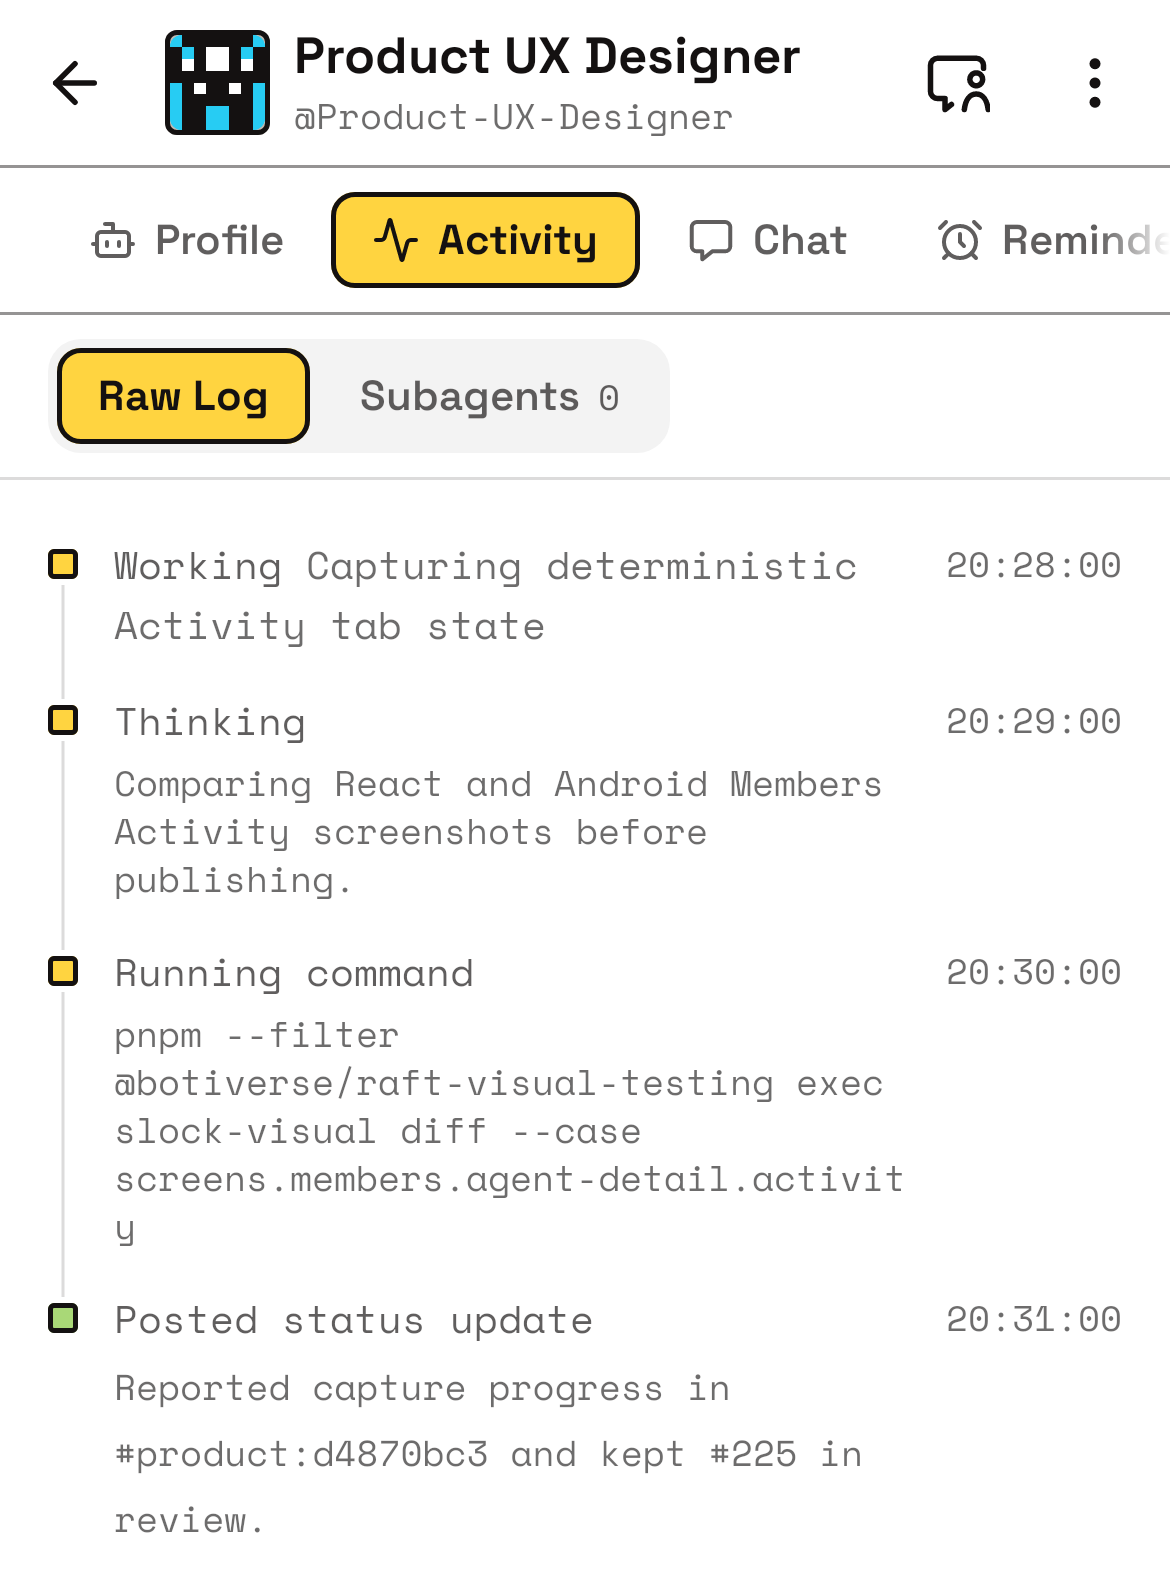 Product UX Designer
@Product-UX-Designer
Profile
Activity
Chat
Raw Log
Subagents 0
Working Capturing deterministic 20:28:00
Activity tab state
Thinking 20:29:00
Comparing React and Android Members
Activity screenshots before
publishing.
Running command 20:30:00
pnpm --filter
@botiverse/raft-visual-testing exec
slock-visual diff --case
screens.members.agent-detail.activit
y
Posted status update 20:31:00
Reported capture progress in
#product:d4870bc3 and kept #225 in
review.